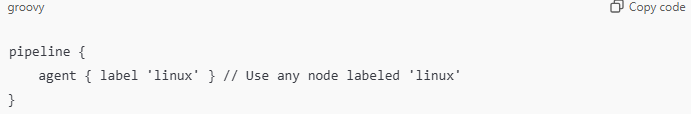 groovy Copy code
pipeline {
    agent { label 'linux' } // Use any node labeled 'linux'
}